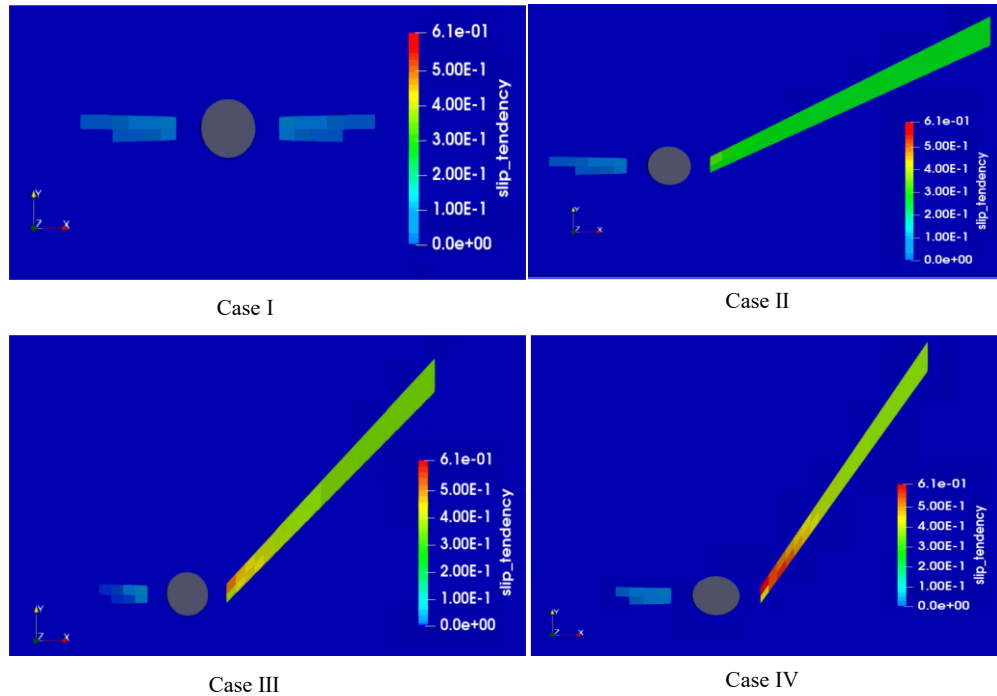 6.1e-01
5.00E-1
4.00E-1
3.00E-1
2.00E-1
1.00E-1
0.0e+00
slip_tendency
Y
Z
X
Case I
6.1e-01
5.00E-1
4.00E-1
3.00E-1
2.00E-1
1.00E-1
0.0e+00
slip_tendency
Y
Z
X
Case II
6.1e-01
5.00E-1
4.00E-1
3.00E-1
2.00E-1
1.00E-1
0.0e+00
slip_tendency
Y
Z
X
Case III
6.1e-01
5.00E-1
4.00E-1
3.00E-1
2.00E-1
1.00E-1
0.0e+00
slip_tendency
Y
Z
X
Case IV